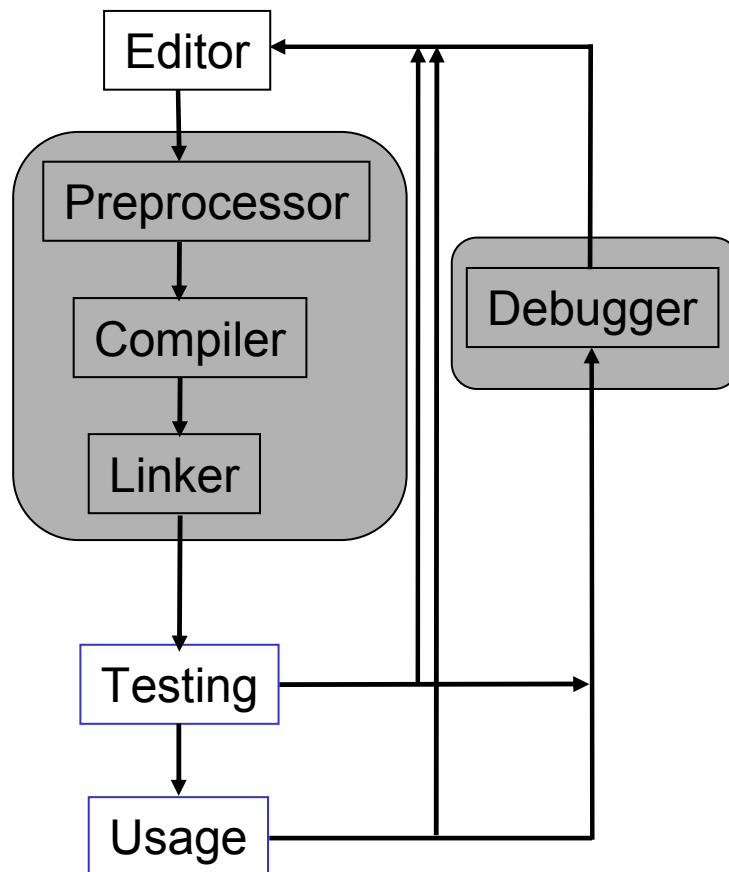 Editor
Preprocessor
Compiler
Debugger
Linker
Testing
Usage